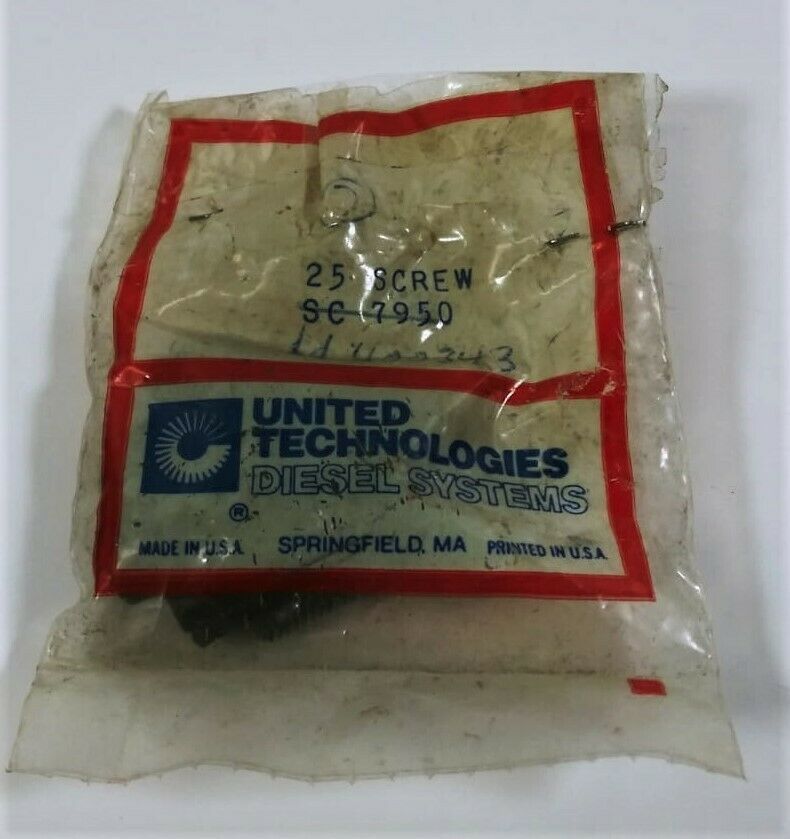 25 SCREW
SC 7950
UNITED
TECHNOLOGIES
DIESEL SYSTEMS
®
MADE IN U.S.A. SPRINGFIELD, MA PRINTED IN U.S.A.